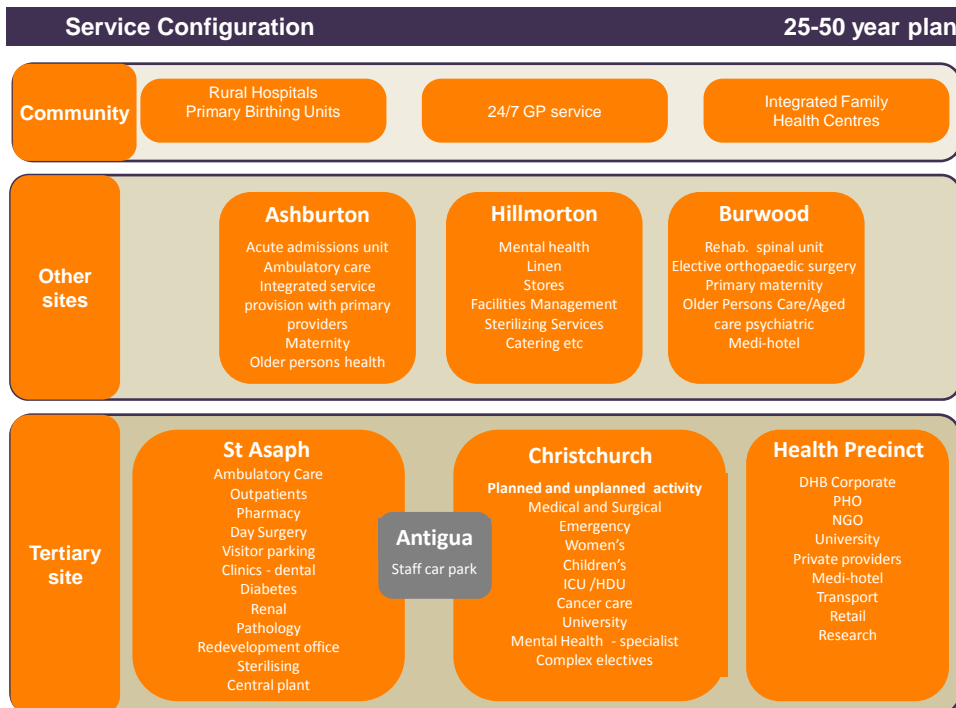 Service Configuration
25-50 year plan
Community
Rural Hospitals
Primary Birthing Units
24/7 GP service
Integrated Family
Health Centres
Other
sites
Ashburton
Acute admissions unit
Ambulatory care
Integrated service
provision with primary
providers
Maternity
Older persons health
Hillmorton
Mental health
Linen
Stores
Facilities Management
Sterilizing Services
Catering etc
Burwood
Rehab. spinal unit
Elective orthopaedic surgery
Primary maternity
Older Persons Care/Aged
care psychiatric
Medi-hotel
Tertiary
site
St Asaph
Ambulatory Care
Outpatients
Pharmacy
Day Surgery
Visitor parking
Clinics - dental
Diabetes
Renal
Pathology
Redevelopment office
Sterilising
Central plant
Antigua
Staff car park
Christchurch
Planned and unplanned activity
Medical and Surgical
Emergency
Women's
Children's
ICU /HDU
Cancer care
University
Mental Health - specialist
Complex electives
Health Precinct
DHB Corporate
PHO
NGO
University
Private providers
Medi-hotel
Transport
Retail
Research